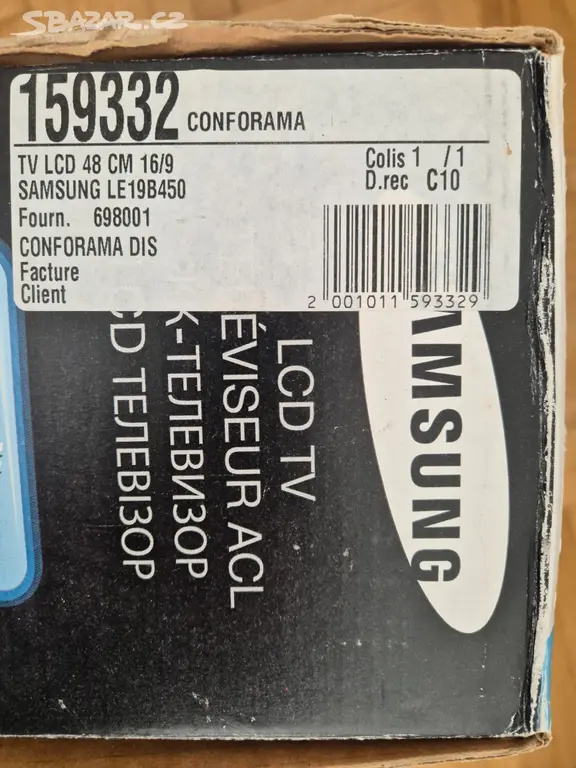 SBAZAR.CZ
159332 CONFORAMA
TV LCD 48 CM 16/9
SAMSUNG LE19B450
Fourn. 698001
CONFORAMA DIS
Facture
Client
Colis 1 / 1
D.rec C10
2 001011 593329
AMSUNG
LCD TV
ÉVISEUR ACL
К-ТЕЛЕВИЗОР
CD ТЕЛЕВІЗОР